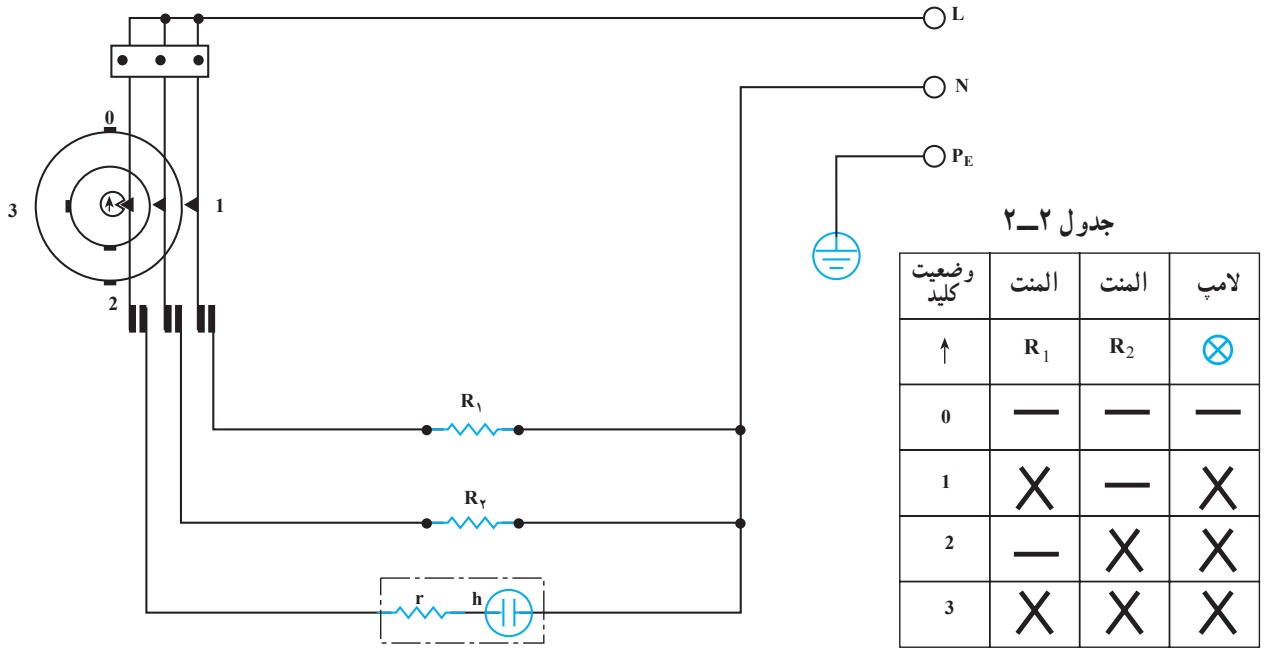 L
N
PE
0
3
1
2
R۱
R۲
r h
جدول ۲ــ۲
وضعیت کلید المنت المنت لامپ
↑ R1 R2
0 — — —
1 X — X
2 — X X
3 X X X